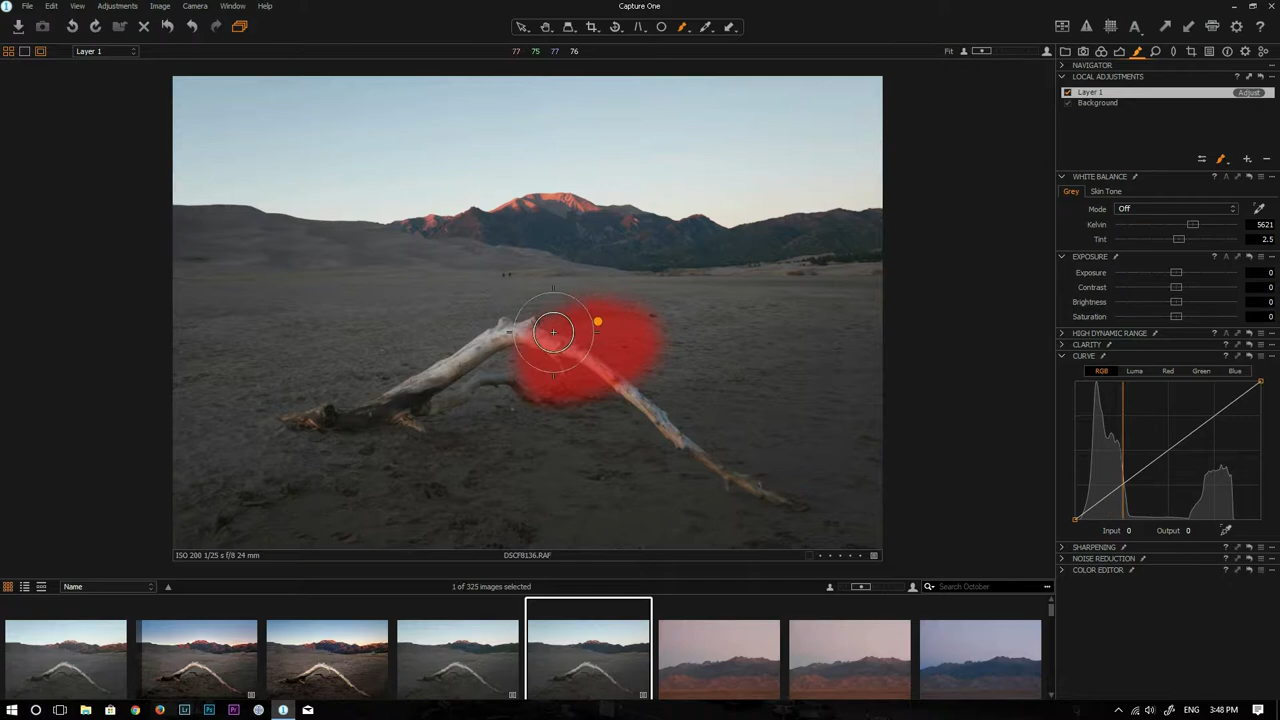 File Edit View Adjustments Image Camera Window Help
Capture One
Layer 1
77 75 77 76
Fit
NAVIGATOR
LOCAL ADJUSTMENTS
Layer 1 Adjust
Background
WHITE BALANCE
Grey Skin Tone
Mode Off
Kelvin 5621
Tint 2.5
EXPOSURE
Exposure 0
Contrast 0
Brightness 0
Saturation 0
HIGH DYNAMIC RANGE
CLARITY
CURVE
RGB Luma Red Green Blue
Input 0 Output 0
SHARPENING
NOISE REDUCTION
COLOR EDITOR
ISO 200 1/25 s f/8 24 mm
DSCF8136.RAF
Name
1 of 325 images selected
Search October
ENG 3:48 PM